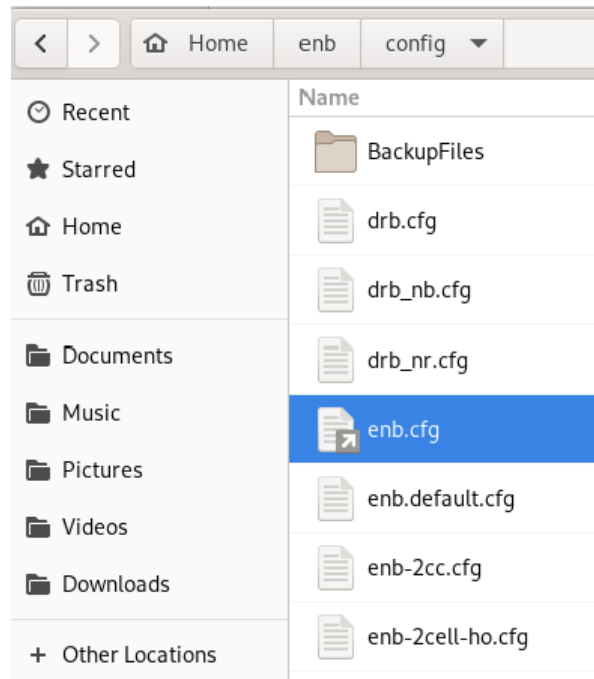 Home enb config
Name
Recent
Starred
Home
Trash
Documents
Music
Pictures
Videos
Downloads
+ Other Locations
BackupFiles
drb.cfg
drb_nb.cfg
drb_nr.cfg
enb.cfg
enb.default.cfg
enb-2cc.cfg
enb-2cell-ho.cfg